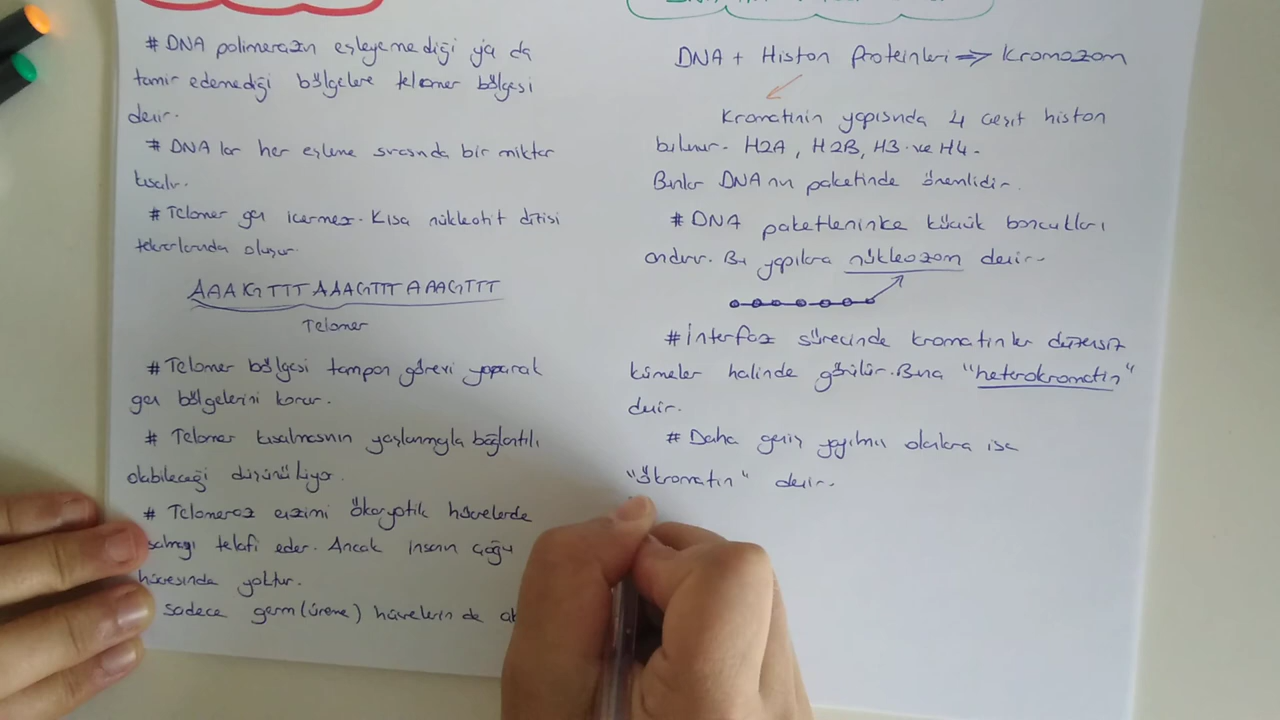 # DNA polimerazın eşleyemediği ya da
tamir edemediği bölgelere telomer bölgesi
denir.
# DNA lar her eşleme sırasında bir miktar
kısalır.
# Telomer gen içermez. Kısa nükleotit dizisi
tekrarlarından oluşur.
AAAGTTT AAAGTTT AAAGTTT
Telomer
# Telomer bölgesi tampon görevi yaparak
gen bölgelerini korur.
# Telomer kısalmasının yaşlanmayla bağlantılı
olabileceği düşünülüyor.
# Telomeraz enzimi ökaryotik hücrelerde
telafi eder. Ancak insanın çoğu
hücresinde yoktur.
sadece germ (üreme) hücrelerinde
DNA + Histon Proteinleri => Kromozom
Kromatinin yapısında 4 çeşit histon
bulunur. H2A, H2B, H3 ve H4.
Bunlar DNA'nın paketinde önemlidir.
# DNA paketlenince küçük boncukları
andırır. Bu yapılara nükleozom denir.
# İnterfaz sürecinde kromatinler düzensiz
kümeler halinde görülür. Buna "heterokromatin"
denir.
# Daha geniş yayılmış olanlara ise
"ökromatin" denir.